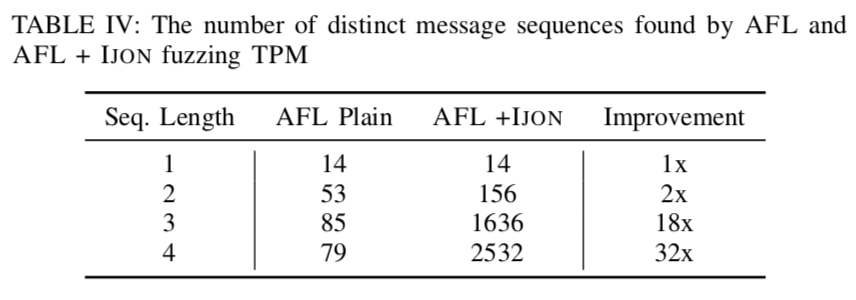 TABLE IV: The number of distinct message sequences found by AFL and
AFL + IJON fuzzing TPM
Seq. Length AFL Plain AFL +IJON Improvement
1 14 14 1x
2 53 156 2x
3 85 1636 18x
4 79 2532 32x